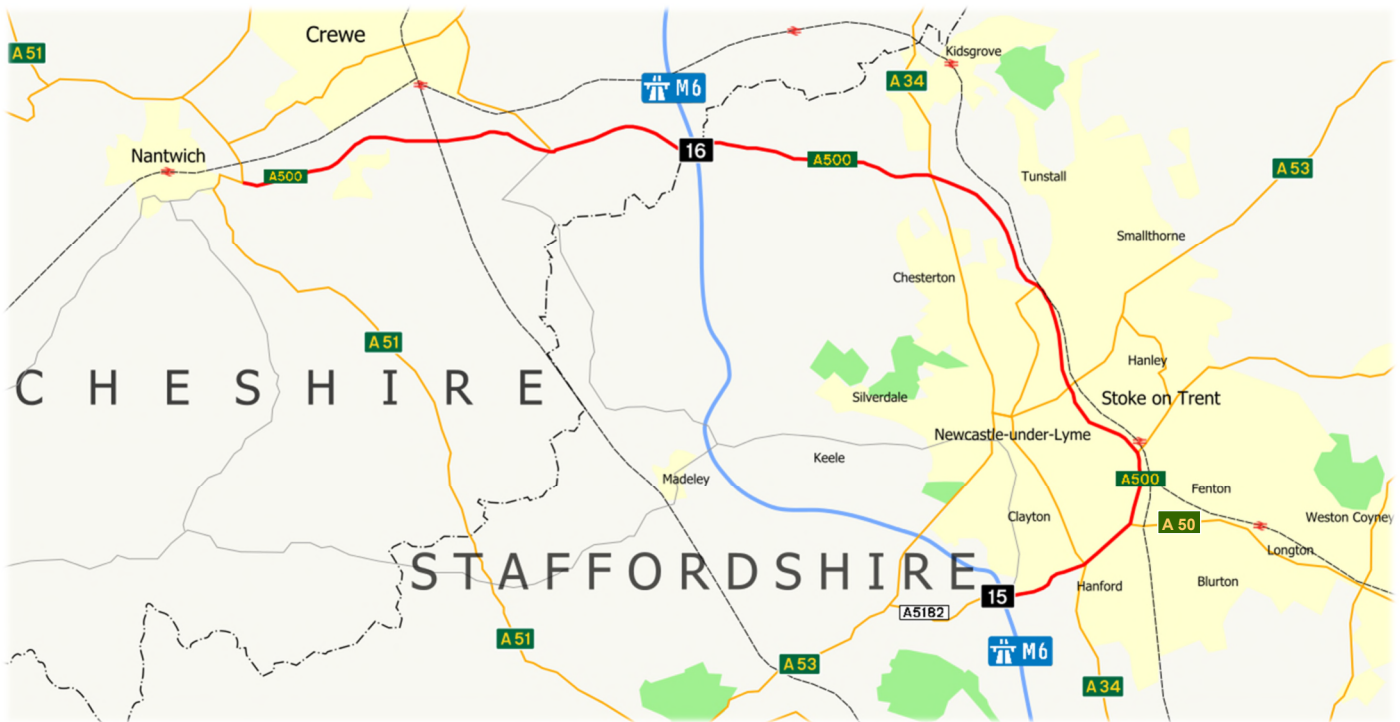 Crewe
A 51
Kidsgrove
M6
A 34
16
Nantwich
A500
A500
A 53
Tunstall
Smallthorne
Chesterton
A 51
Hanley
CHESHIRE
Silverdale
Stoke on Trent
Newcastle-under-Lyme
Keele
Madeley
A500
Fenton
Clayton
A 50
Weston Coyney
Longton
STAFFORDSHIRE
Hanford
Blurton
15
A5182
A 51
M6
A 53
A 34